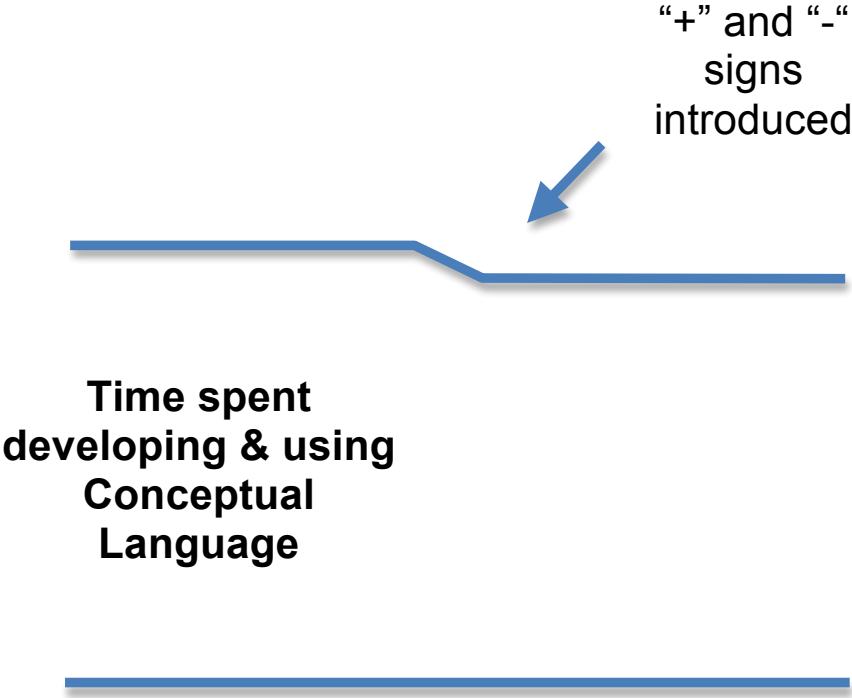 “+” and “-“
signs
introduced
Time spent
developing & using
Conceptual
Language